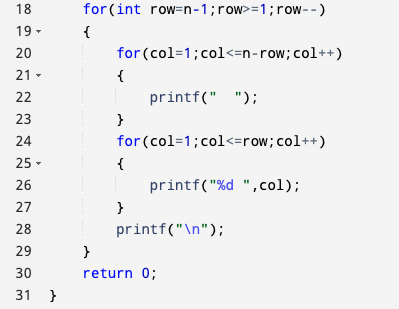 18 for(int row=n-1;row>=1;row--)
19 {
20 for(col=1;col<=n-row;col++)
21 {
22 printf("  ");
23 }
24 for(col=1;col<=row;col++)
25 {
26 printf("%d ",col);
27 }
28 printf("\n");
29 }
30 return 0;
31 }